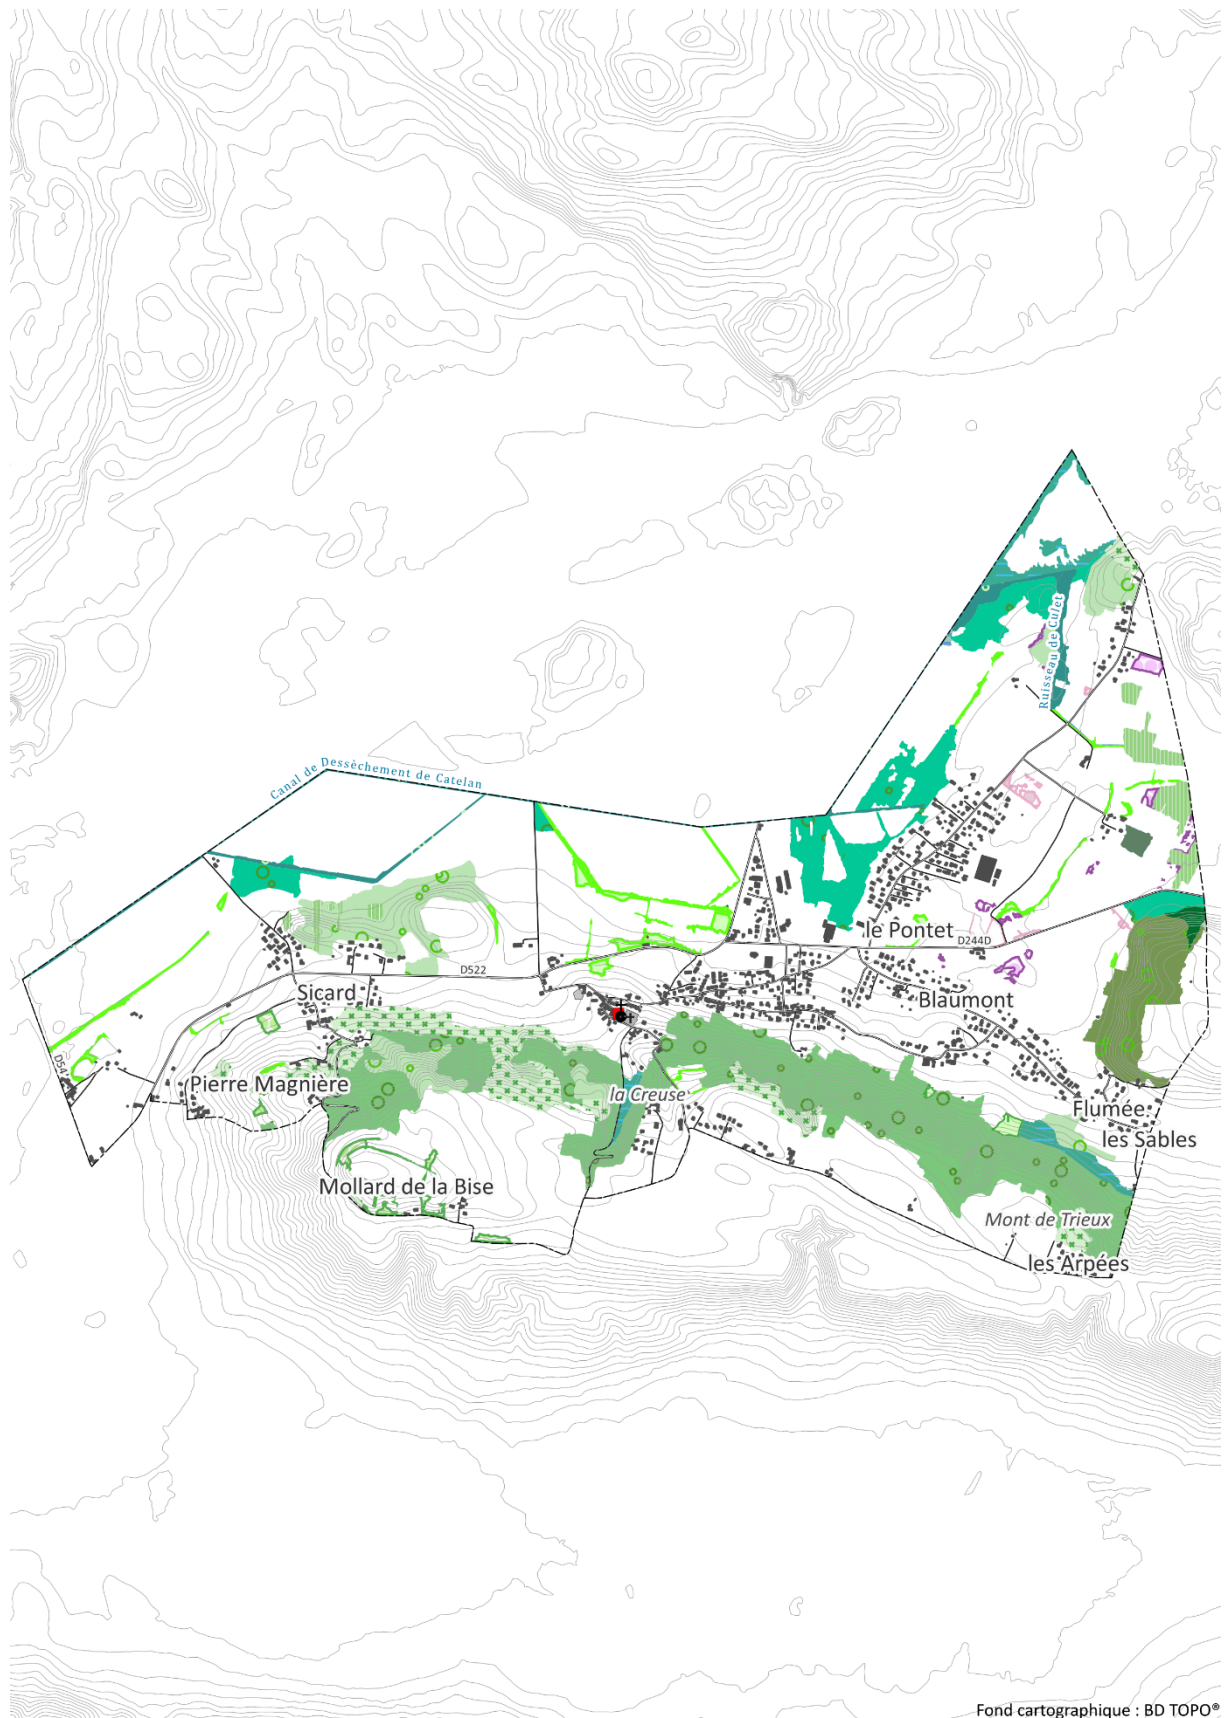 Ruisseau de Culet
Canal de Dessèchement de Catelan
le Pontet
D244D
D522
Sicard
Blaumont
D54
Pierre Magnière
la Creuse
Flumée
les Sables
Mollard de la Bise
Mont de Trieux
les Arpées
Fond cartographique : BD TOPO®